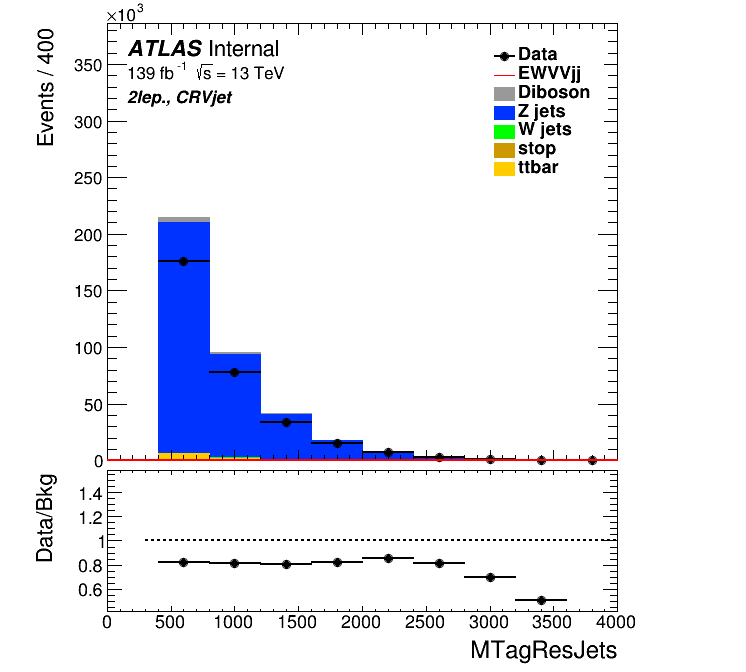 ×10³
Events / 400
350
300
250
200
150
100
50
0
ATLAS Internal
139 fb⁻¹ √s = 13 TeV
2lep., CRVjet
Data
EWVVjj
Diboson
Z jets
W jets
stop
ttbar
Data/Bkg
1.4
1.2
1
0.8
0.6
0 500 1000 1500 2000 2500 3000 3500 4000
MTagResJets